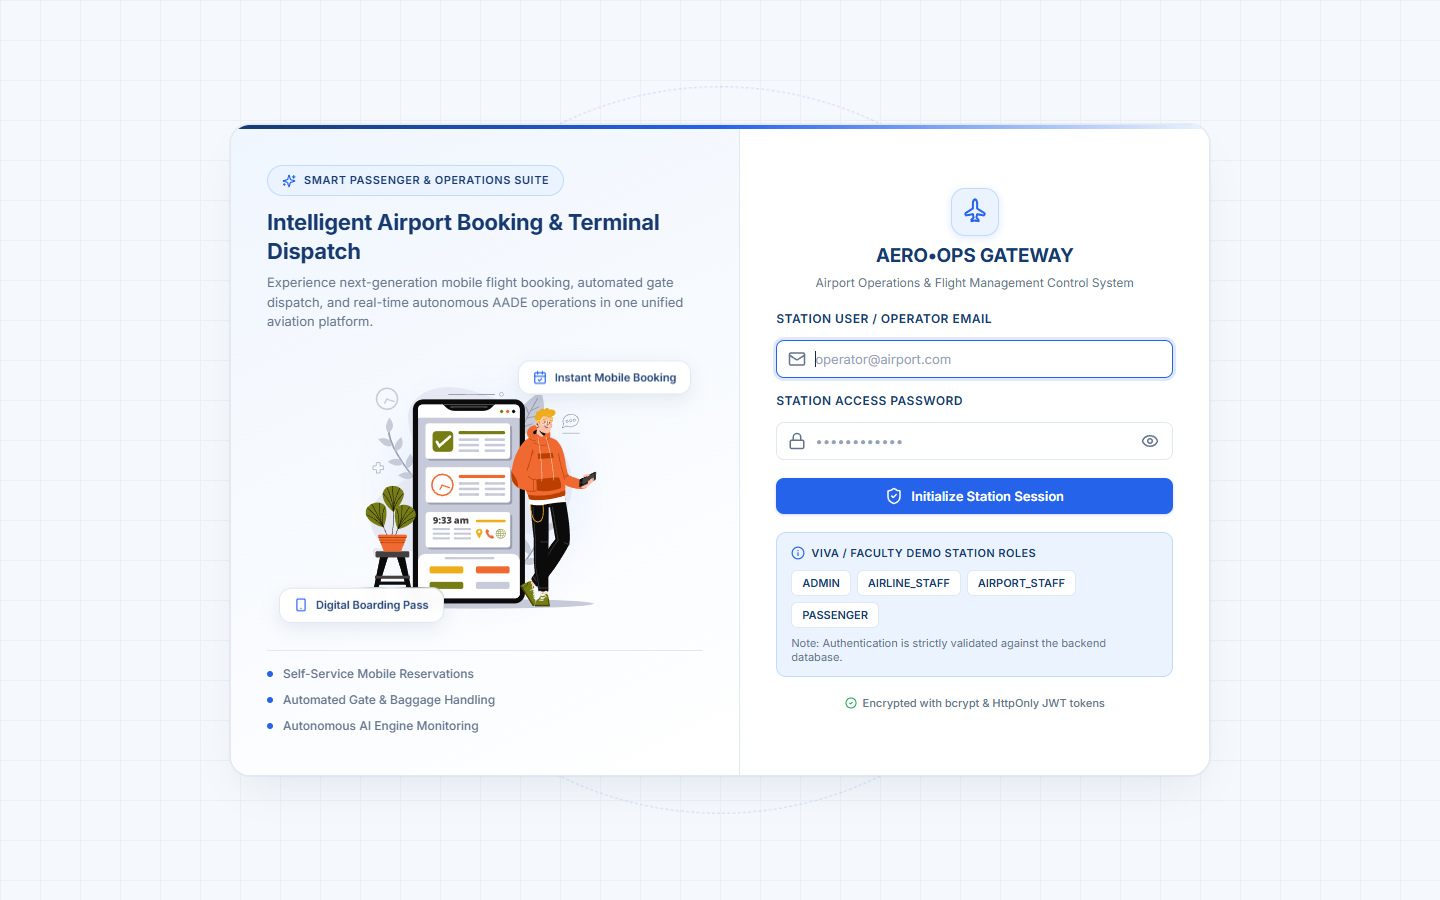 SMART PASSENGER & OPERATIONS SUITE
Intelligent Airport Booking & Terminal
Dispatch
Experience next-generation mobile flight booking, automated gate
dispatch, and real-time autonomous AADE operations in one unified
aviation platform.
Instant Mobile Booking
9:33 am
Digital Boarding Pass
Self-Service Mobile Reservations
Automated Gate & Baggage Handling
Autonomous AI Engine Monitoring
AERO•OPS GATEWAY
Airport Operations & Flight Management Control System
STATION USER / OPERATOR EMAIL
operator@airport.com
STATION ACCESS PASSWORD
••••••••••••
Initialize Station Session
VIVA / FACULTY DEMO STATION ROLES
ADMIN AIRLINE_STAFF AIRPORT_STAFF
PASSENGER
Note: Authentication is strictly validated against the backend
database.
Encrypted with bcrypt & HttpOnly JWT tokens